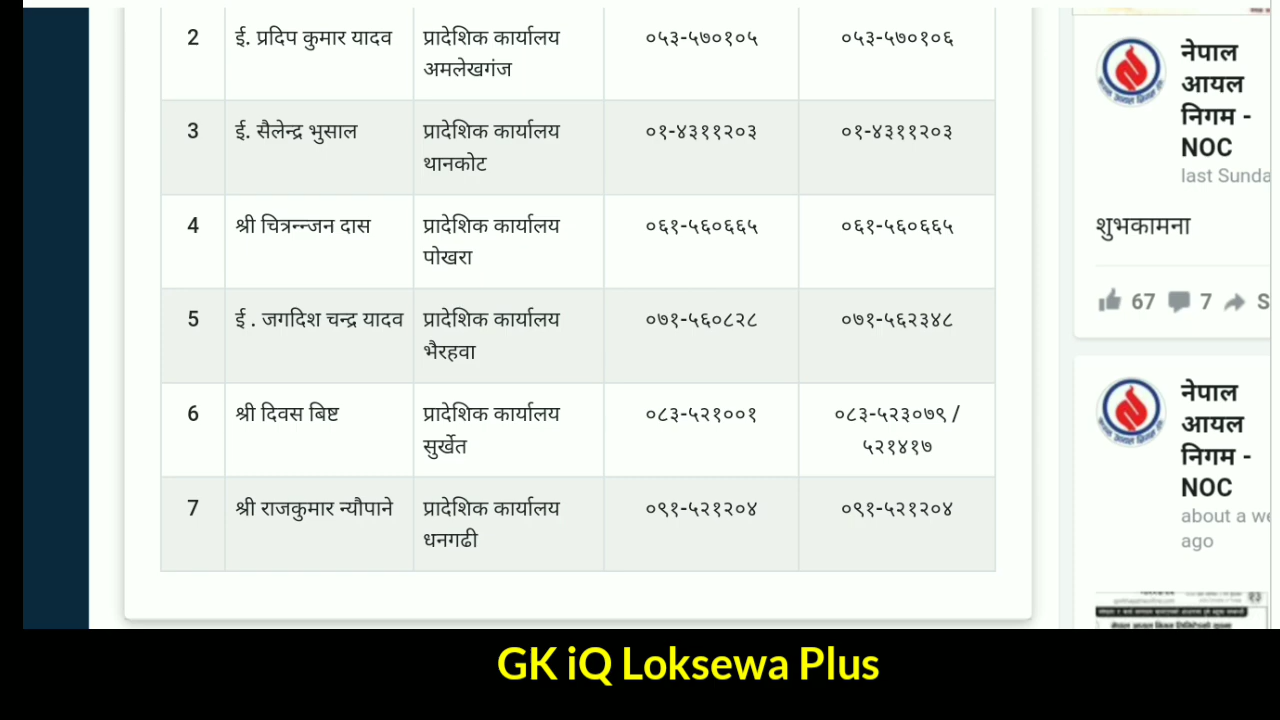 2 ई. प्रदिप कुमार यादव प्रादेशिक कार्यालय ०५३-५७०१०५ ०५३-५७०१०६
अमलेखगंज
3 ई. सैलेन्द्र भुसाल प्रादेशिक कार्यालय ०१-४३११२०३ ०१-४३११२०३
थानकोट
4 श्री चित्रन्न्जन दास प्रादेशिक कार्यालय ०६१-५६०६६५ ०६१-५६०६६५
पोखरा
5 ई . जगदिश चन्द्र यादव प्रादेशिक कार्यालय ०७१-५६०८२८ ०७१-५६२३४८
भैरहवा
6 श्री दिवस बिष्ट प्रादेशिक कार्यालय ०८३-५२१००१ ०८३-५२३०७९ /
सुर्खेत ५२१४१७
7 श्री राजकुमार न्यौपाने प्रादेशिक कार्यालय ०९१-५२१२०४ ०९१-५२१२०४
धनगढी
नेपाल
आयल
निगम -
NOC
last Sunda
शुभकामना
67 7 S
नेपाल
आयल
निगम -
NOC
about a we
ago
GK iQ Loksewa Plus